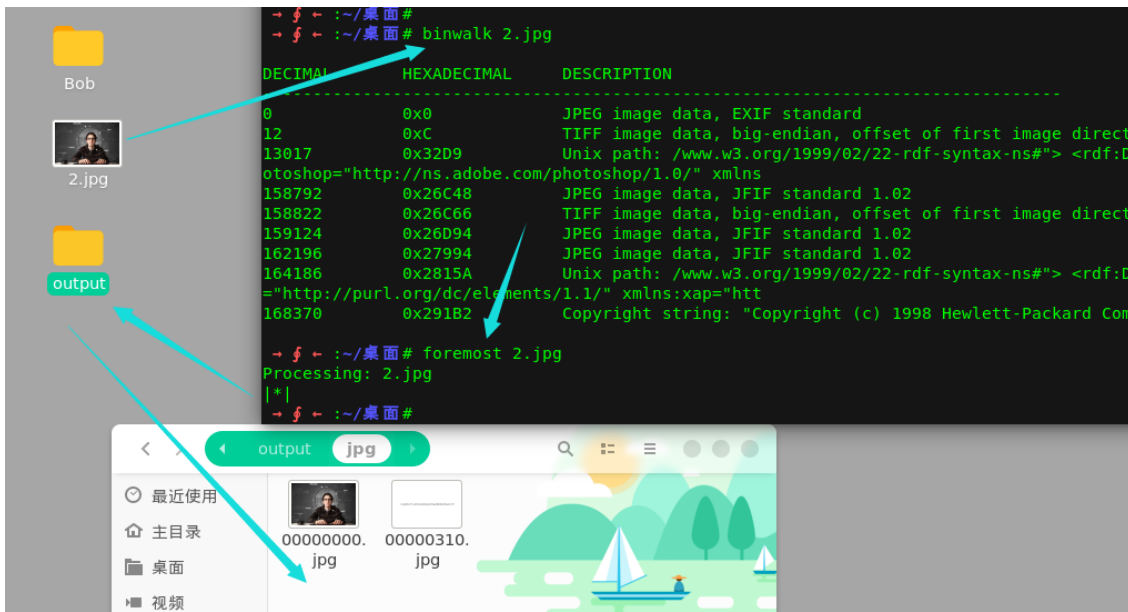 Bob
2.jpg
output
:~/桌面#
:~/桌面# binwalk 2.jpg
DECIMAL HEXADECIMAL DESCRIPTION
--------------------------------------------------------------------------------
0 0x0 JPEG image data, EXIF standard
12 0xC TIFF image data, big-endian, offset of first image direct
13017 0x32D9 Unix path: /www.w3.org/1999/02/22-rdf-syntax-ns#"> <rdf:D
otoshop="http://ns.adobe.com/photoshop/1.0/" xmlns
158792 0x26C48 JPEG image data, JFIF standard 1.02
158822 0x26C66 TIFF image data, big-endian, offset of first image direct
159124 0x26D94 JPEG image data, JFIF standard 1.02
162196 0x27994 JPEG image data, JFIF standard 1.02
164186 0x2815A Unix path: /www.w3.org/1999/02/22-rdf-syntax-ns#"> <rdf:D
="http://purl.org/dc/elements/1.1/" xmlns:xap="htt
168370 0x291B2 Copyright string: "Copyright (c) 1998 Hewlett-Packard Com
→ ∮ ← :~/桌面# foremost 2.jpg
Processing: 2.jpg
|*|
→ ∮ ← :~/桌面#
output jpg
最近使用
主目录
桌面
视频
00000000.
jpg
00000310.
jpg